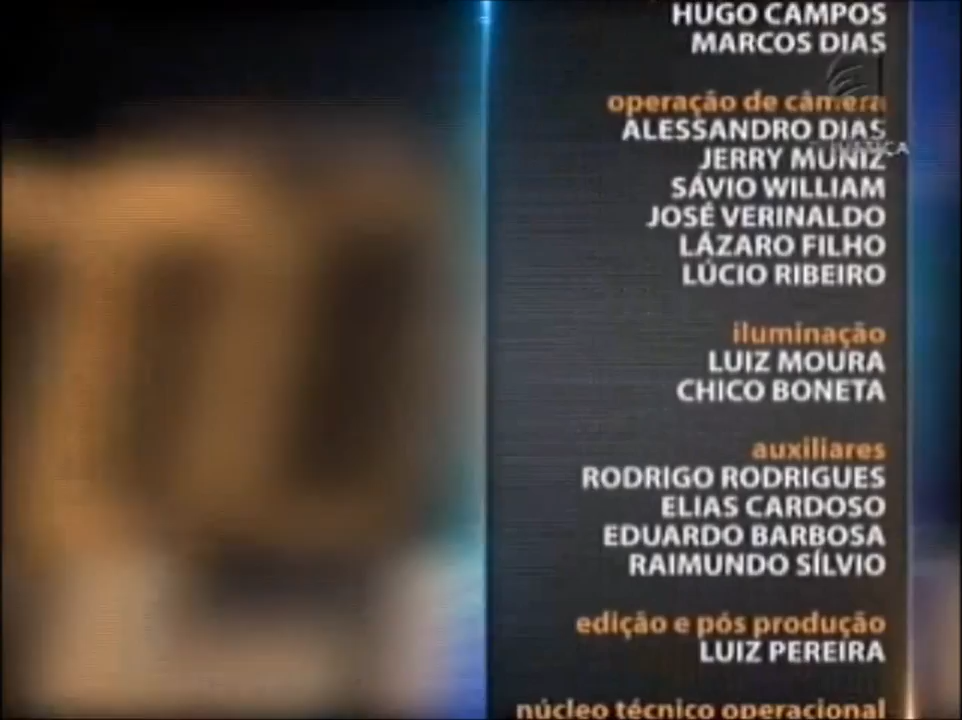 HUGO CAMPOS
MARCOS DIAS
operação de câmera
ALESSANDRO DIAS
JERRY MUNIZ
SÁVIO WILLIAM
JOSÉ VERINALDO
LÁZARO FILHO
LÚCIO RIBEIRO
iluminação
LUIZ MOURA
CHICO BONETA
auxiliares
RODRIGO RODRIGUES
ELIAS CARDOSO
EDUARDO BARBOSA
RAIMUNDO SÍLVIO
edição e pós produção
LUIZ PEREIRA
núcleo técnico operacional